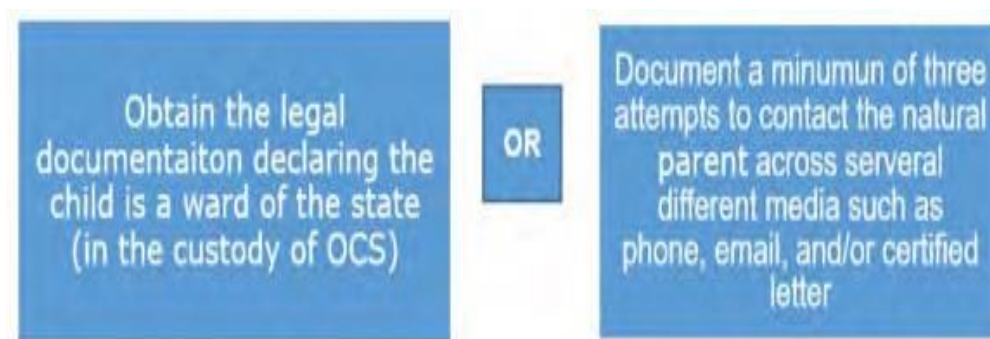 Obtain the legal
documentaiton declaring the
child is a ward of the state
(in the custody of OCS)
OR
Document a minumun of three
attempts to contact the natural
parent across serveral
different media such as
phone, email, and/or certified
letter